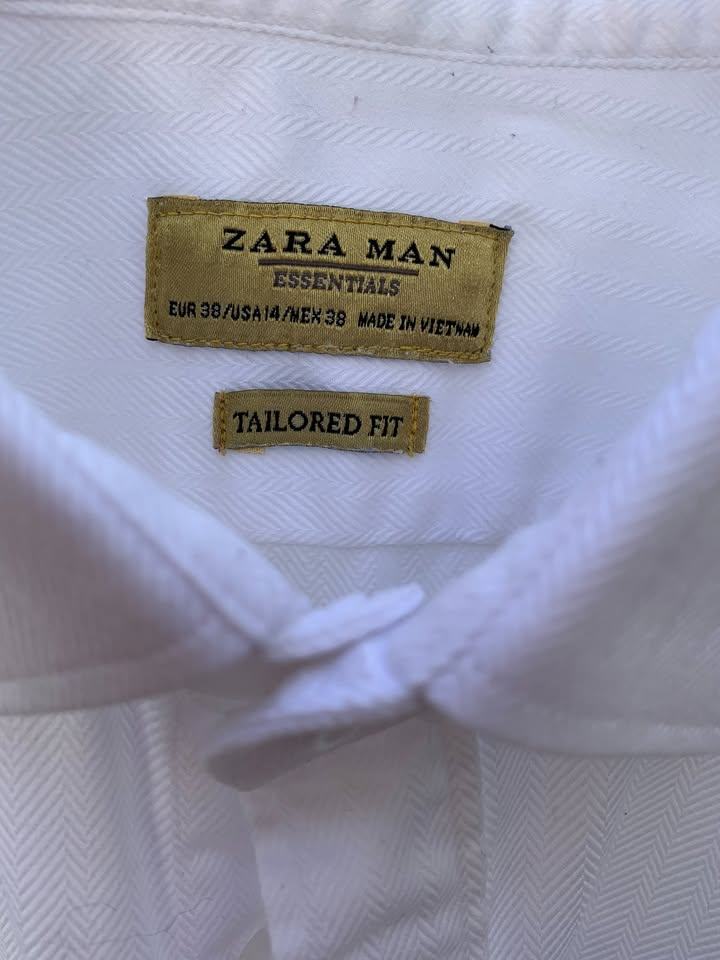 ZARA MAN
ESSENTIALS
EUR 38/USA14/MEX 38 MADE IN VIETNAM
TAILORED FIT